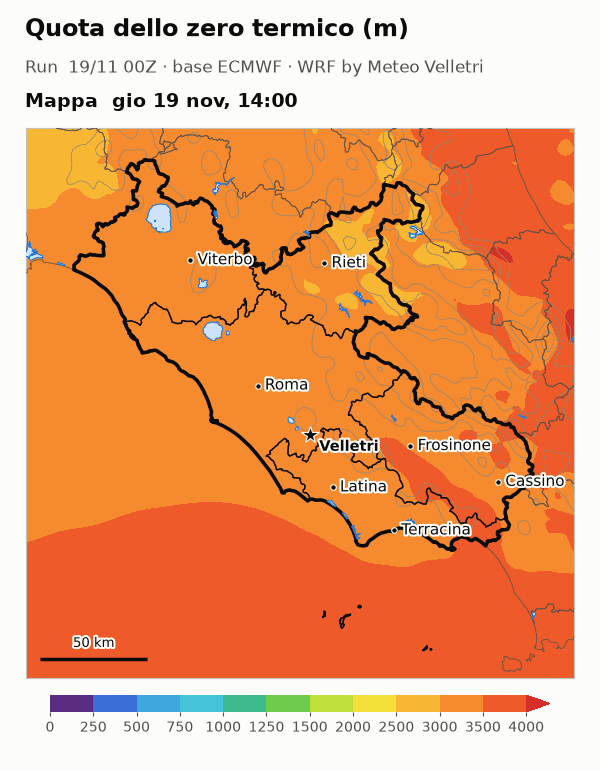 Quota dello zero termico (m)
Run  19/11 00Z · base ECMWF · WRF by Meteo Velletri
Mappa  gio 19 nov, 14:00
Viterbo
Rieti
Roma
Velletri
Frosinone
Cassino
Latina
Terracina
50 km
0 250 500 750 1000 1250 1500 2000 2500 3000 3500 4000